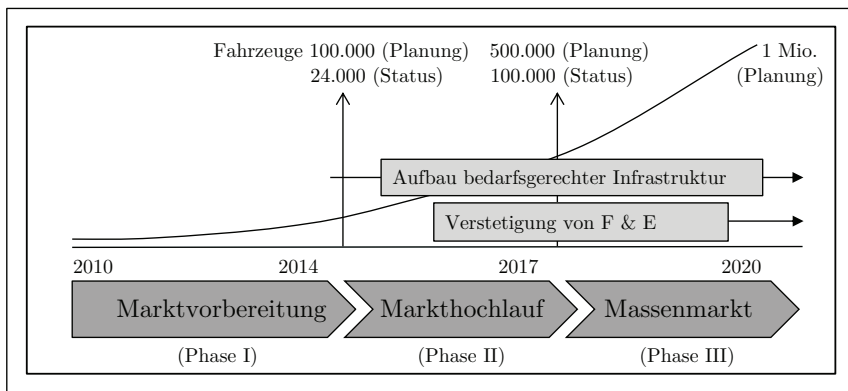 Fahrzeuge 100.000 (Planung)
24.000 (Status)
500.000 (Planung)
100.000 (Status)
1 Mio.
(Planung)
Aufbau bedarfsgerechter Infrastruktur
Verstetigung von F & E
2010
2014
2017
2020
Marktvorbereitung
Markthochlauf
Massenmarkt
(Phase I)
(Phase II)
(Phase III)